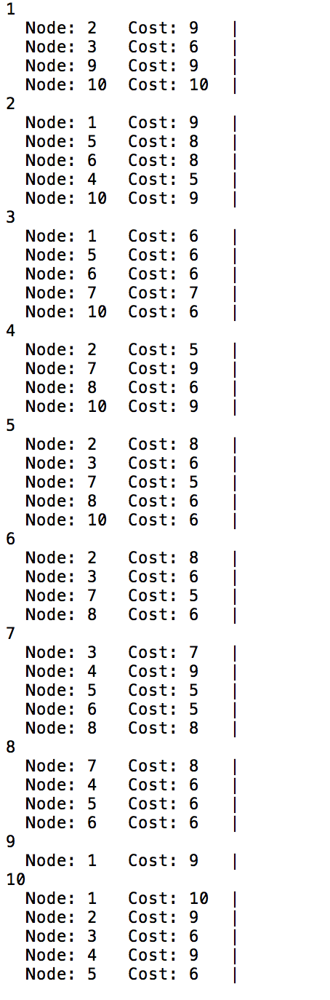 1
Node: 2 Cost: 9 |
Node: 3 Cost: 6 |
Node: 9 Cost: 9 |
Node: 10 Cost: 10 |
2
Node: 1 Cost: 9 |
Node: 5 Cost: 8 |
Node: 6 Cost: 8 |
Node: 4 Cost: 5 |
Node: 10 Cost: 9 |
3
Node: 1 Cost: 6 |
Node: 5 Cost: 6 |
Node: 6 Cost: 6 |
Node: 7 Cost: 7 |
Node: 10 Cost: 6 |
4
Node: 2 Cost: 5 |
Node: 7 Cost: 9 |
Node: 8 Cost: 6 |
Node: 10 Cost: 9 |
5
Node: 2 Cost: 8 |
Node: 3 Cost: 6 |
Node: 7 Cost: 5 |
Node: 8 Cost: 6 |
Node: 10 Cost: 6 |
6
Node: 2 Cost: 8 |
Node: 3 Cost: 6 |
Node: 7 Cost: 5 |
Node: 8 Cost: 6 |
7
Node: 3 Cost: 7 |
Node: 4 Cost: 9 |
Node: 5 Cost: 5 |
Node: 6 Cost: 5 |
Node: 8 Cost: 8 |
8
Node: 7 Cost: 8 |
Node: 4 Cost: 6 |
Node: 5 Cost: 6 |
Node: 6 Cost: 6 |
9
Node: 1 Cost: 9 |
10
Node: 1 Cost: 10 |
Node: 2 Cost: 9 |
Node: 3 Cost: 6 |
Node: 4 Cost: 9 |
Node: 5 Cost: 6 |